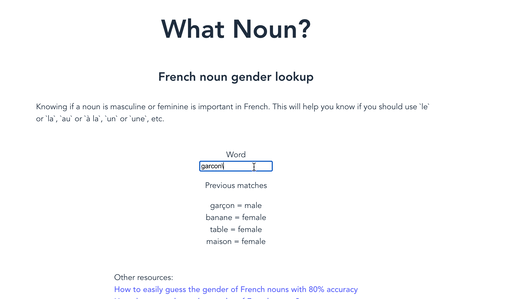 What Noun?
French noun gender lookup
Knowing if a noun is masculine or feminine is important in French. This will help you know if you should use `le`
or `la`, `au` or `à la`, `un` or `une`, etc.
Word
garcon
Previous matches
garçon = male
banane = female
table = female
maison = female
Other resources:
How to easily guess the gender of French nouns with 80% accuracy